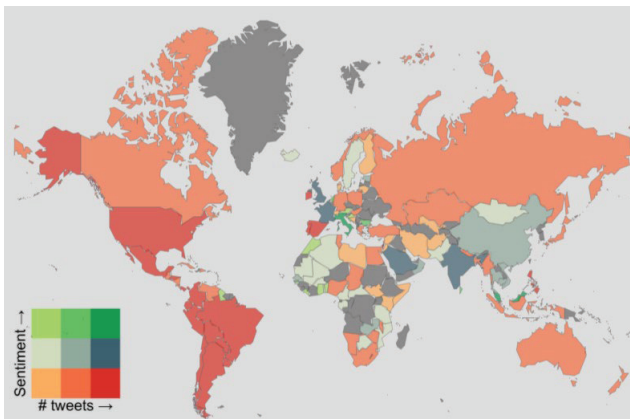 Sentiment →
# tweets →